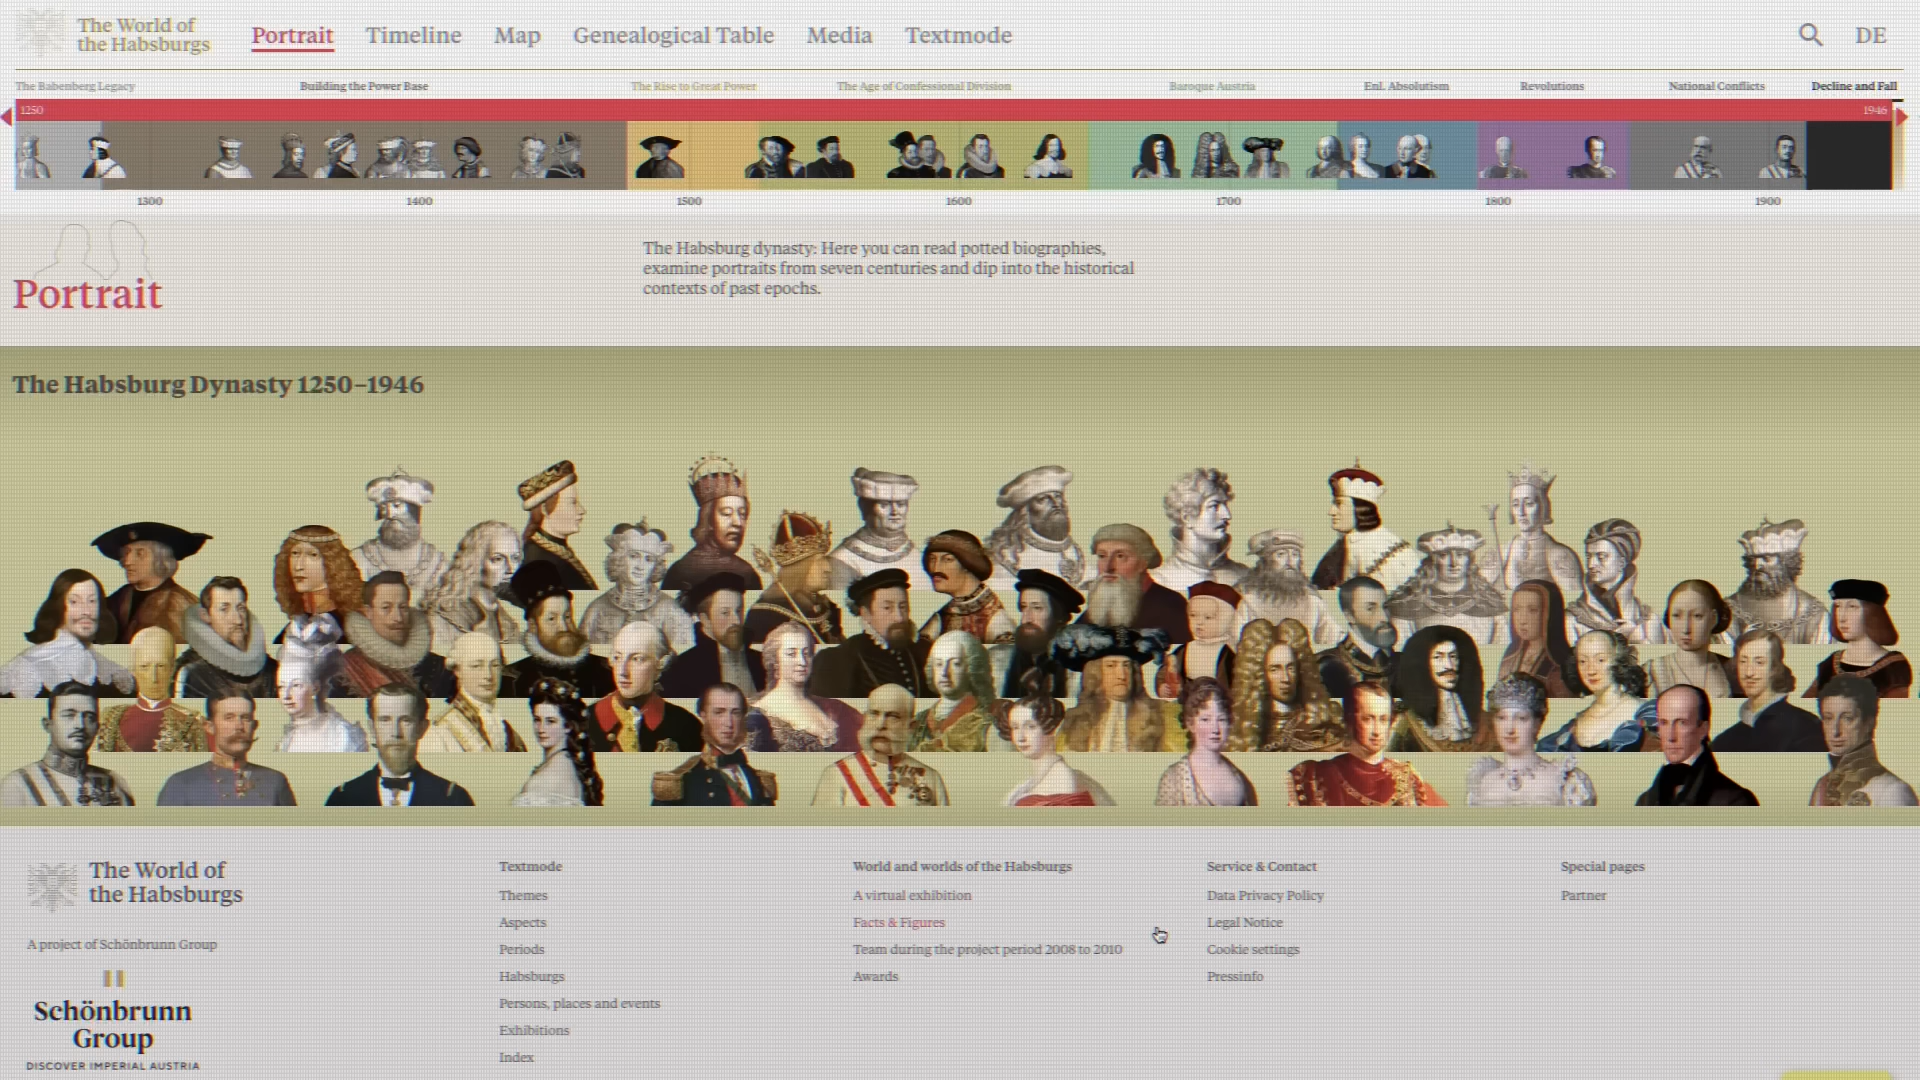 The World of
the Habsburgs
Portrait
Timeline
Map
Genealogical Table
Media
Textmode
DE
The Babenberg Legacy
Building the Power Base
The Rise to Great Power
The Age of Confessional Division
Baroque Austria
Enl. Absolutism
Revolutions
National Conflicts
Decline and Fall
1250
1946
1300
1400
1500
1600
1700
1800
1900
Portrait
The Habsburg dynasty: Here you can read potted biographies,
examine portraits from seven centuries and dip into the historical
contexts of past epochs.
The Habsburg Dynasty 1250–1946
The World of
the Habsburgs
A project of Schönbrunn Group
Schönbrunn
Group
DISCOVER IMPERIAL AUSTRIA
Textmode
Themes
Aspects
Periods
Habsburgs
Persons, places and events
Exhibitions
Index
World and worlds of the Habsburgs
A virtual exhibition
Facts & Figures
Team during the project period 2008 to 2010
Awards
Service & Contact
Data Privacy Policy
Legal Notice
Cookie settings
Pressinfo
Special pages
Partner